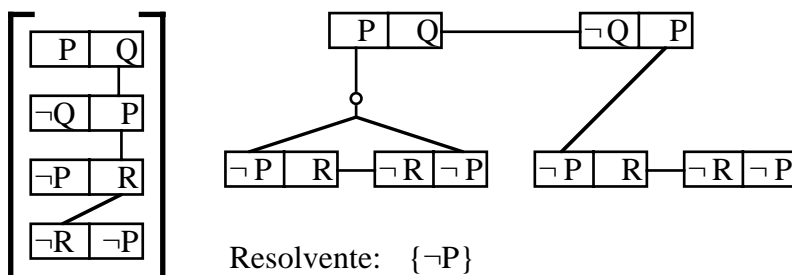 P Q
¬Q P
¬P R
¬R ¬P
P Q ¬Q P
¬P R ¬R ¬P ¬P R ¬R ¬P
Resolvente: {¬P}